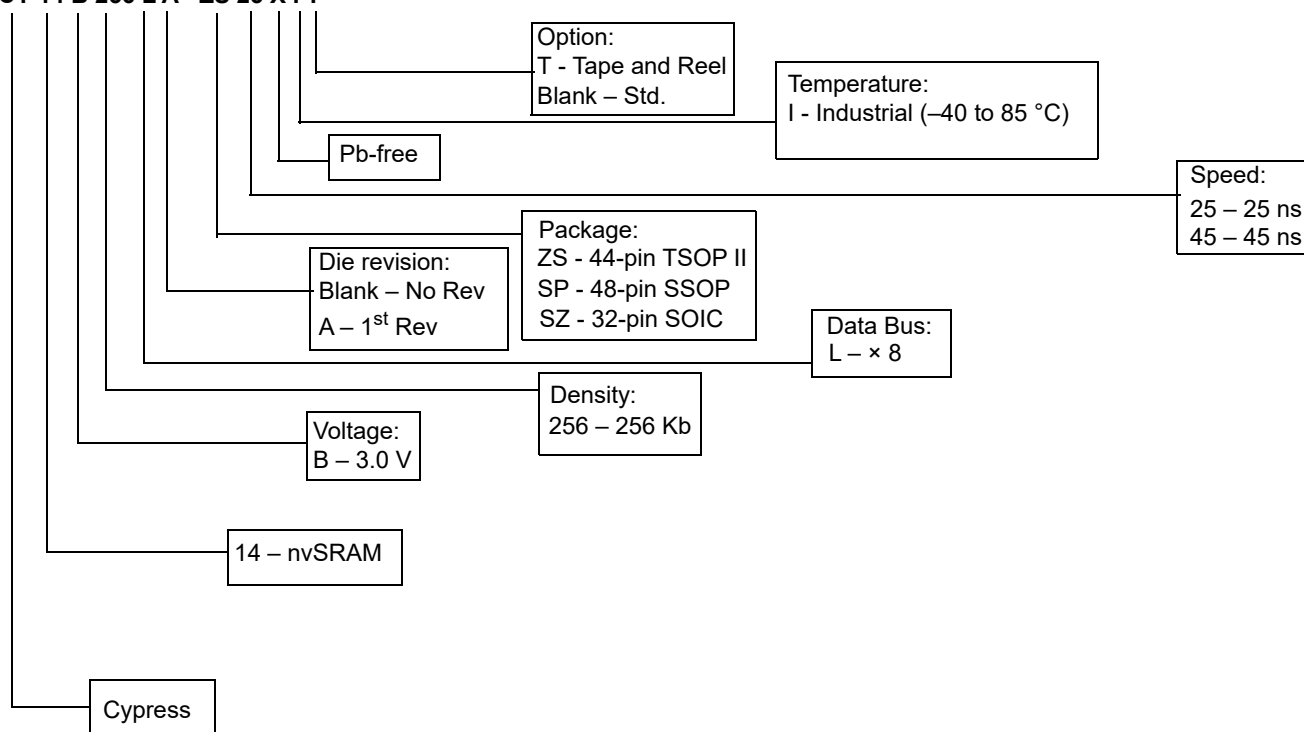 Option:
T - Tape and Reel
Blank – Std.
Temperature:
I - Industrial (–40 to 85 °C)
Pb-free
Speed:
25 – 25 ns
45 – 45 ns
Package:
ZS - 44-pin TSOP II
SP - 48-pin SSOP
SZ - 32-pin SOIC
Die revision:
Blank – No Rev
A – 1st Rev
Data Bus:
L – × 8
Density:
256 – 256 Kb
Voltage:
B – 3.0 V
14 – nvSRAM
Cypress